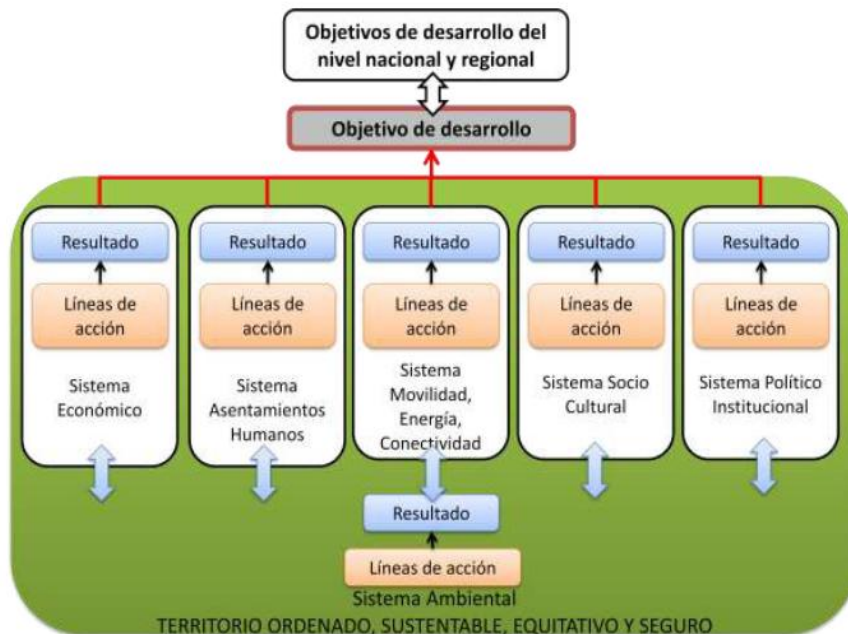 Objetivos de desarrollo del
nivel nacional y regional
Objetivo de desarrollo
Resultado
Líneas de
acción
Sistema
Económico
Resultado
Líneas de
acción
Sistema
Asentamientos
Humanos
Resultado
Líneas de
acción
Sistema
Movilidad,
Energía,
Conectividad
Resultado
Líneas de
acción
Sistema Socio
Cultural
Resultado
Líneas de
acción
Sistema Político
Institucional
Resultado
Líneas de acción
Sistema Ambiental
TERRITORIO ORDENADO, SUSTENTABLE, EQUITATIVO Y SEGURO